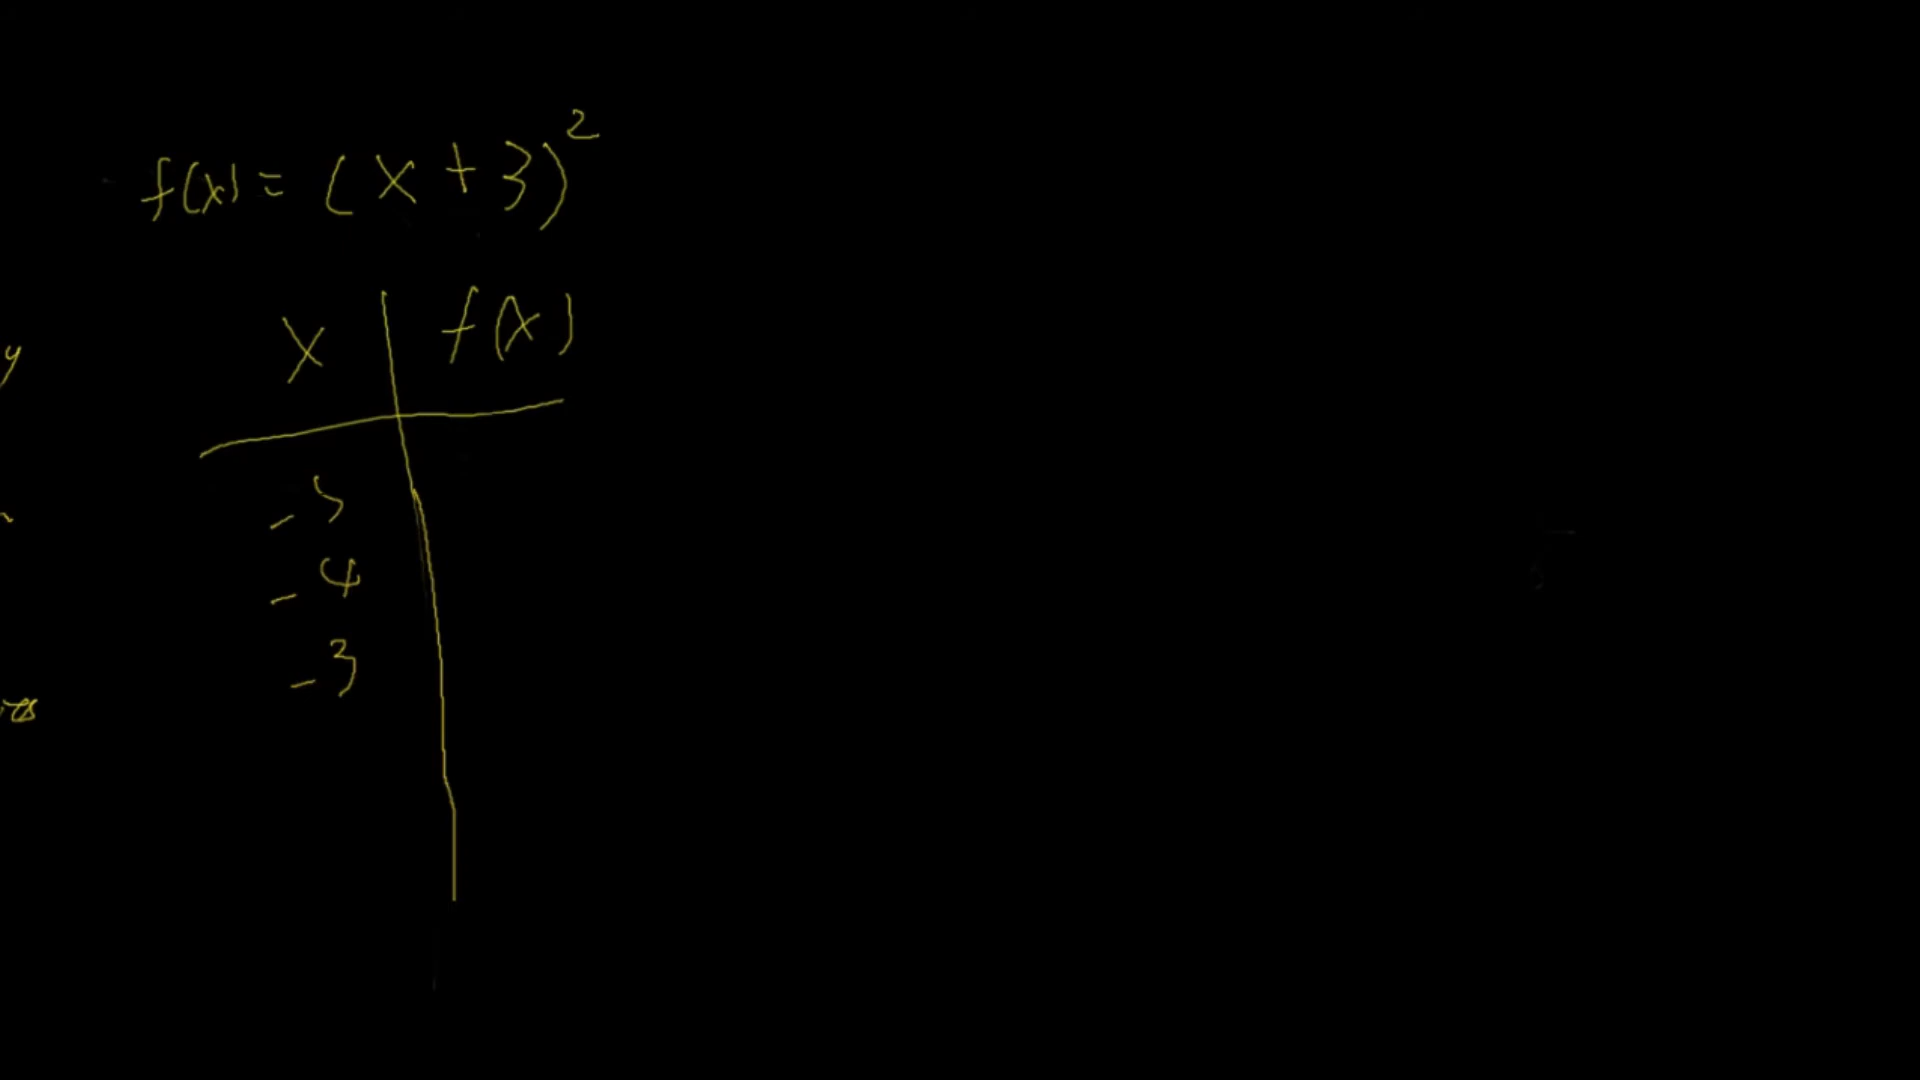 f(x) = (x + 3)²
x f(x)
-5
-4
-3